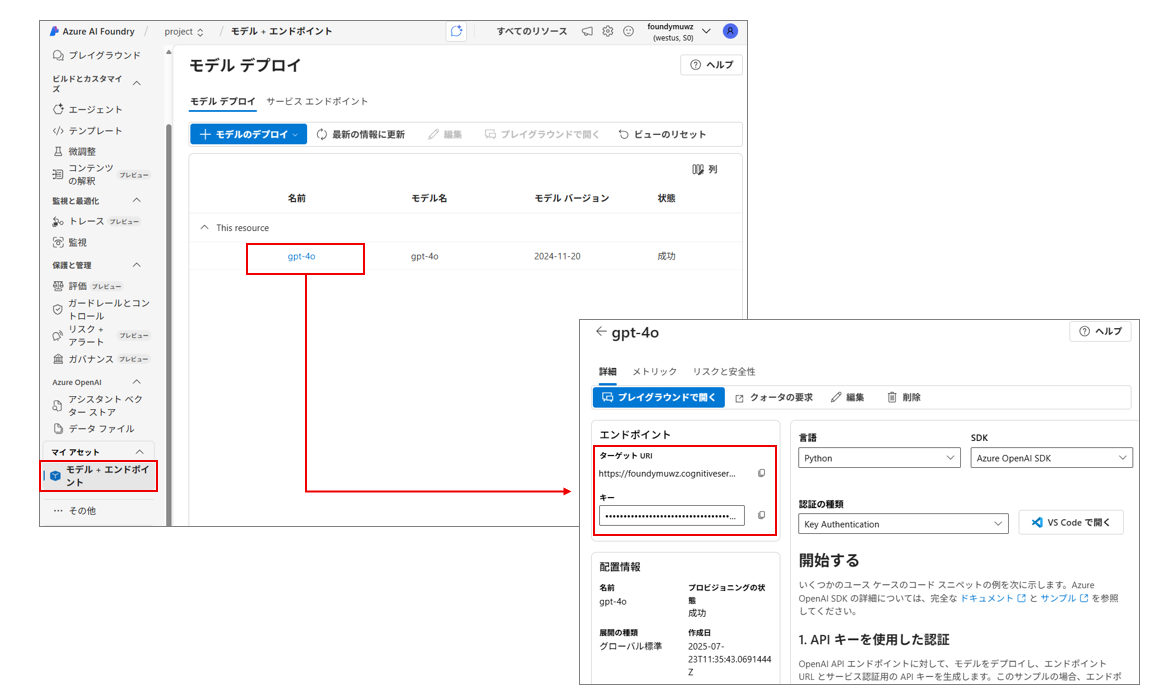 Azure AI Foundry / project / モデル + エンドポイント
すべてのリソース
foundymuwz
(westus, S0)
プレイグラウンド
ビルドとカスタマイ
ズ
エージェント
テンプレート
微調整
コンテンツ
の解釈 プレビュー
監視と最適化
トレース プレビュー
監視
保護と管理
評価 プレビュー
ガードレールとコント
ロール
リスク +
アラート プレビュー
ガバナンス プレビュー
Azure OpenAI
アシスタント ベク
ター ストア
データ ファイル
マイ アセット
モデル + エンドポイ
ント
… その他
モデル デプロイ
ヘルプ
モデル デプロイ サービス エンドポイント
モデルのデプロイ 最新の情報に更新 編集 プレイグラウンドで開く ビューのリセット
列
名前 モデル名 モデル バージョン 状態
This resource
gpt-4o gpt-4o 2024-11-20 成功
gpt-4o
ヘルプ
詳細 メトリック リスクと安全性
プレイグラウンドで開く クォータの要求 編集 削除
エンドポイント
ターゲット URI
https://foundymuwz.cognitiveser...
キー
配置情報
名前
gpt-4o
プロビジョニングの状
態
成功
展開の種類
グローバル標準
作成日
2025-07-
23T11:35:43.0691444
Z
言語 SDK
Python Azure OpenAI SDK
認証の種類
Key Authentication VS Code で開く
開始する
いくつかのユース ケースのコード スニペットの例を次に示します。Azure
OpenAI SDK の詳細については、完全な ドキュメント と サンプル を参照
してください。
1. API キーを使用した認証
OpenAI API エンドポイントに対して、モデルをデプロイし、エンドポイント
URL とサービス認証用の API キーを生成します。このサンプルの場合、エンドポ